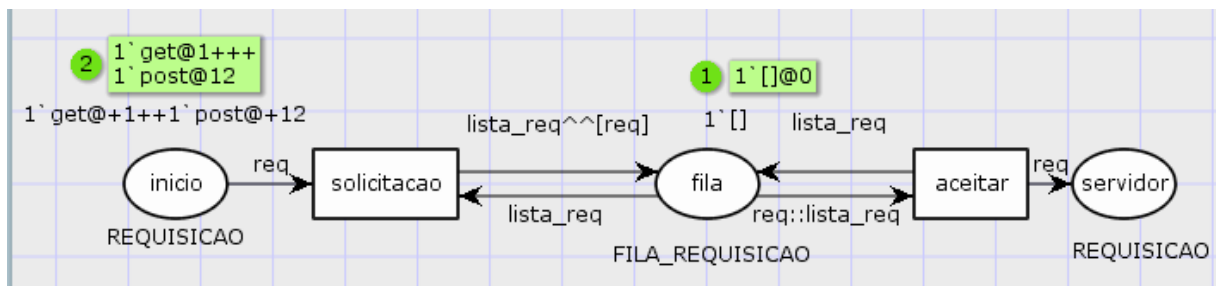 2
1`get@1+++
1`post@12
1`get@+1++1`post@+12
1
1`[]@0
1`[]
lista_req^^[req]
lista_req
req
req
inicio
solicitacao
fila
aceitar
servidor
lista_req
req::lista_req
REQUISICAO
FILA_REQUISICAO
REQUISICAO